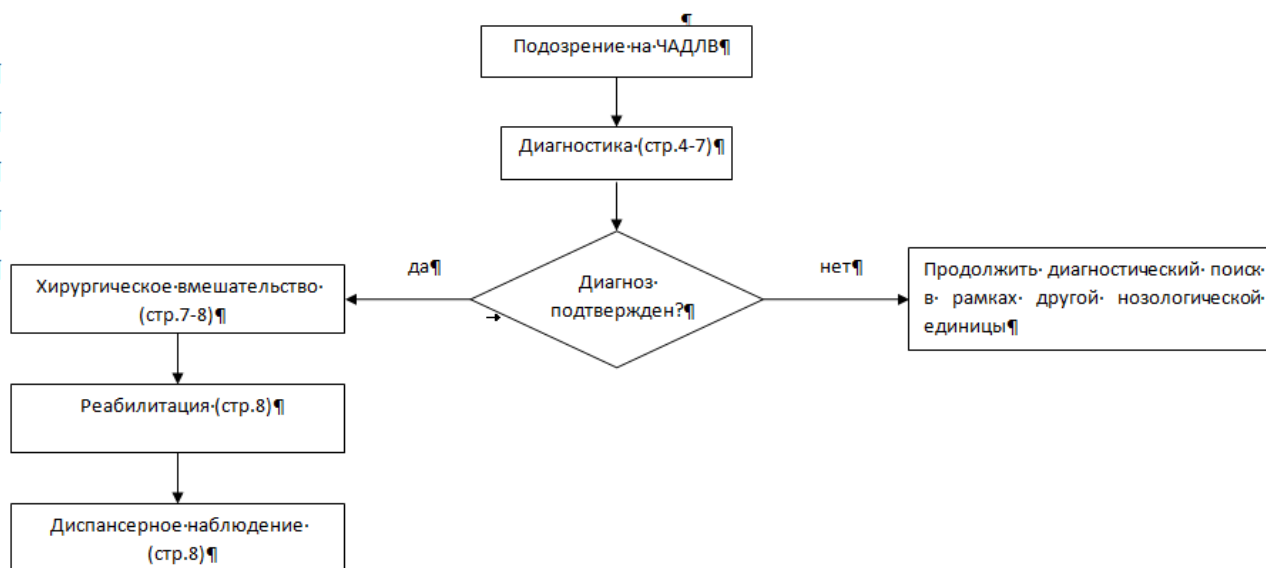 ¶
Подозрение·на·ЧАДЛВ¶
Диагностика·(стр.4-7)¶
Диагноз·
подтвержден?¶
да¶
нет¶
Хирургическое·вмешательство·
(стр.7-8)¶
Продолжить· диагностический· поиск·
в· рамках· другой· нозологической·
единицы¶
Реабилитация·(стр.8)¶
Диспансерное·наблюдение·
(стр.8)¶